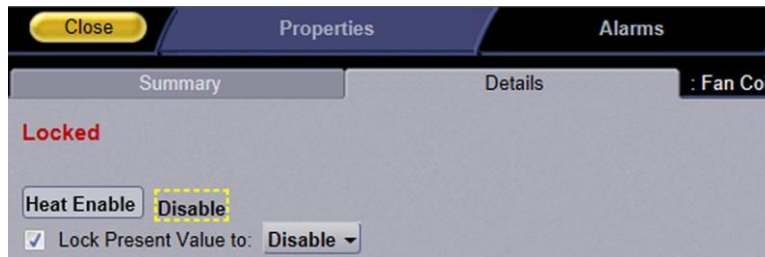 Close Properties Alarms
Summary Details : Fan Co
Locked
Heat Enable Disable
Lock Present Value to: Disable